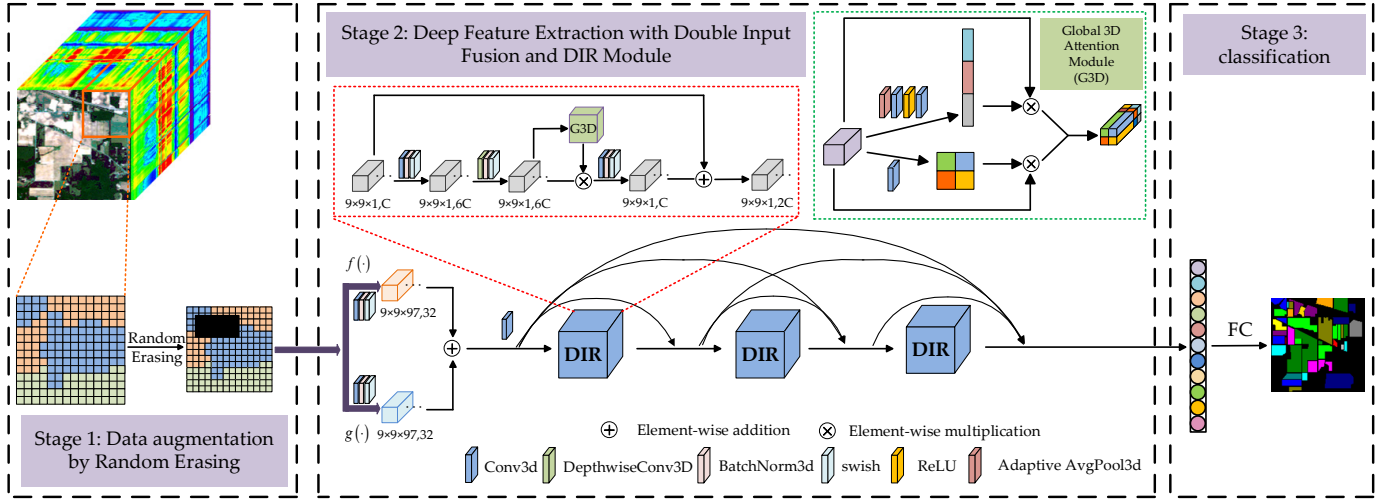 Random
Erasing
Stage 1: Data augmentation
by Random Erasing
Stage 2: Deep Feature Extraction with Double Input
Fusion and DIR Module
G3D
9×9×1,C
9×9×1,6C
9×9×1,6C
9×9×1,C
9×9×1,2C
Global 3D
Attention
Module
(G3D)
f(·)
9×9×97,32
g(·)
9×9×97,32
DIR
DIR
DIR
Element-wise addition
Element-wise multiplication
Conv3d
DepthwiseConv3D
BatchNorm3d
swish
ReLU
Adaptive AvgPool3d
Stage 3:
classification
FC